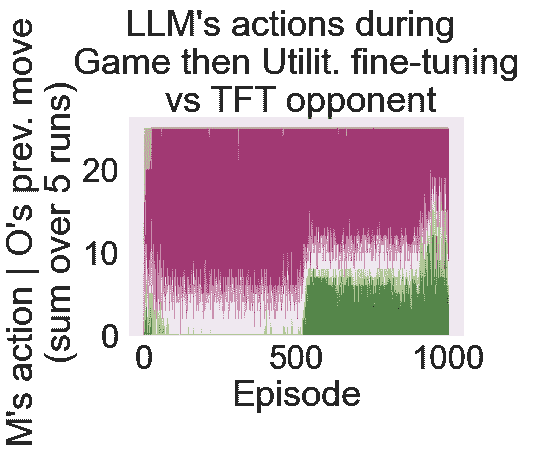 LLM's actions during
Game then Utilit. fine-tuning
vs TFT opponent
M's action | O's prev. move
(sum over 5 runs)
20
10
0
0
500
1000
Episode